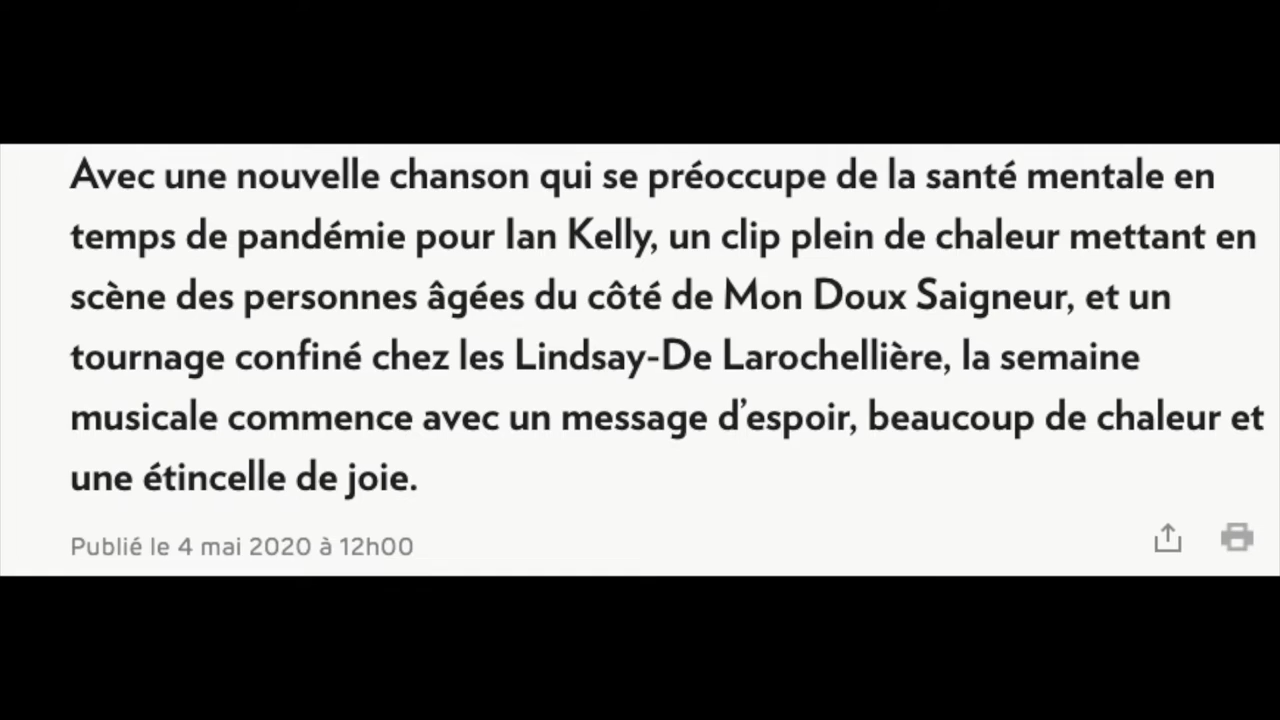 Avec une nouvelle chanson qui se préoccupe de la santé mentale en
temps de pandémie pour Ian Kelly, un clip plein de chaleur mettant en
scène des personnes âgées du côté de Mon Doux Saigneur, et un
tournage confiné chez les Lindsay-De Larochellière, la semaine
musicale commence avec un message d’espoir, beaucoup de chaleur et
une étincelle de joie.
Publié le 4 mai 2020 à 12h00